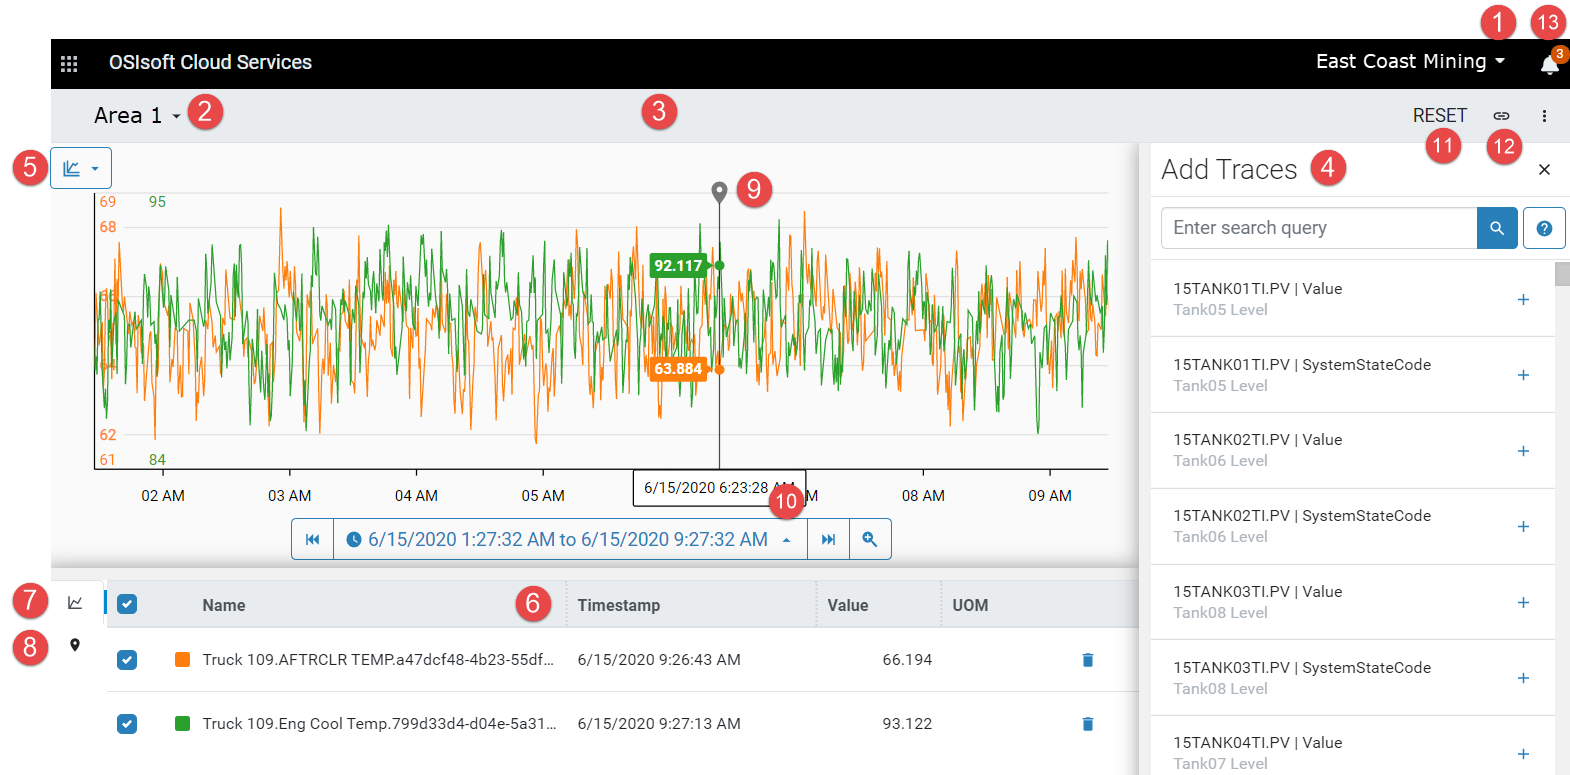 1 13
OSIsoft Cloud Services East Coast Mining 3
Area 1 2 3 RESET
11 12
5 Add Traces 4
9
69 95
68
Enter search query ?
92.117
66
15TANK01TI.PV | Value
Tank05 Level
64
63.884
15TANK01TI.PV | SystemStateCode
Tank05 Level
62
61 84
15TANK02TI.PV | Value
Tank06 Level
02 AM 03 AM 04 AM 05 AM 6/15/2020 6:23:28 AM 08 AM 09 AM
10
15TANK02TI.PV | SystemStateCode
Tank06 Level
6/15/2020 1:27:32 AM to 6/15/2020 9:27:32 AM
15TANK03TI.PV | Value
Tank08 Level
7 Name 6 Timestamp Value UOM
8
Truck 109.AFTRCLR TEMP.a47dcf48-4b23-55df... 6/15/2020 9:26:43 AM 66.194
15TANK03TI.PV | SystemStateCode
Tank08 Level
Truck 109.Eng Cool Temp.799d33d4-d04e-5a31... 6/15/2020 9:27:13 AM 93.122
15TANK04TI.PV | Value
Tank07 Level